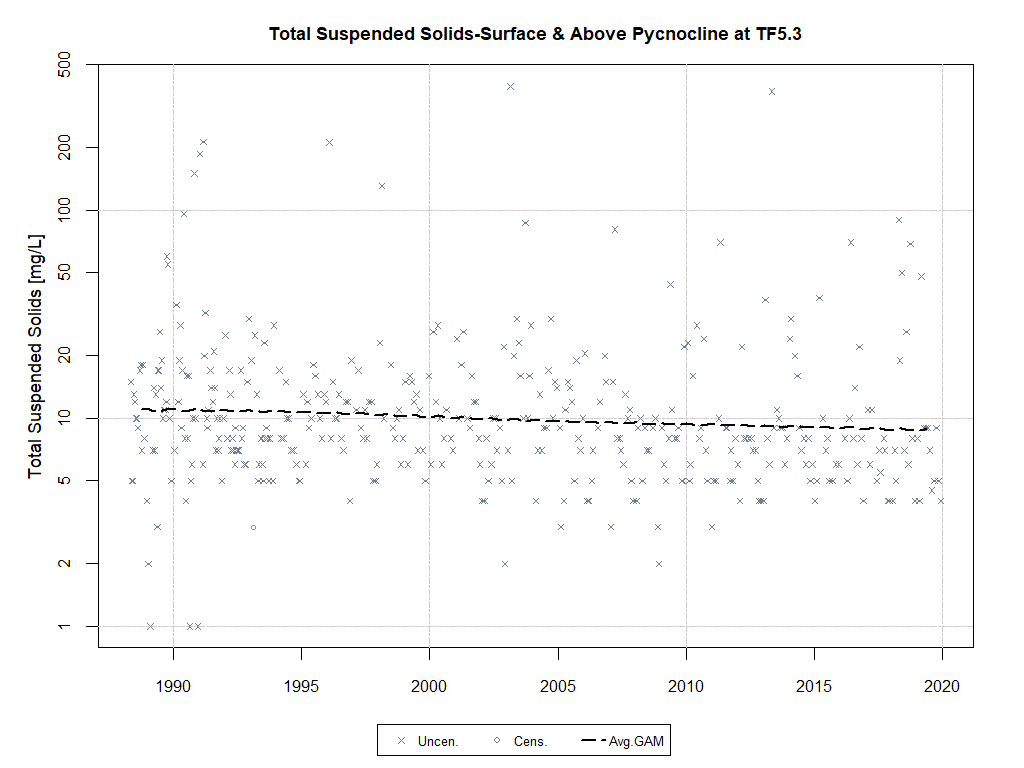 Total Suspended Solids-Surface & Above Pycnocline at TF5.3
Total Suspended Solids [mg/L]
500
200
100
50
20
10
5
2
1
1990 1995 2000 2005 2010 2015 2020
Uncen. Cens. Avg.GAM